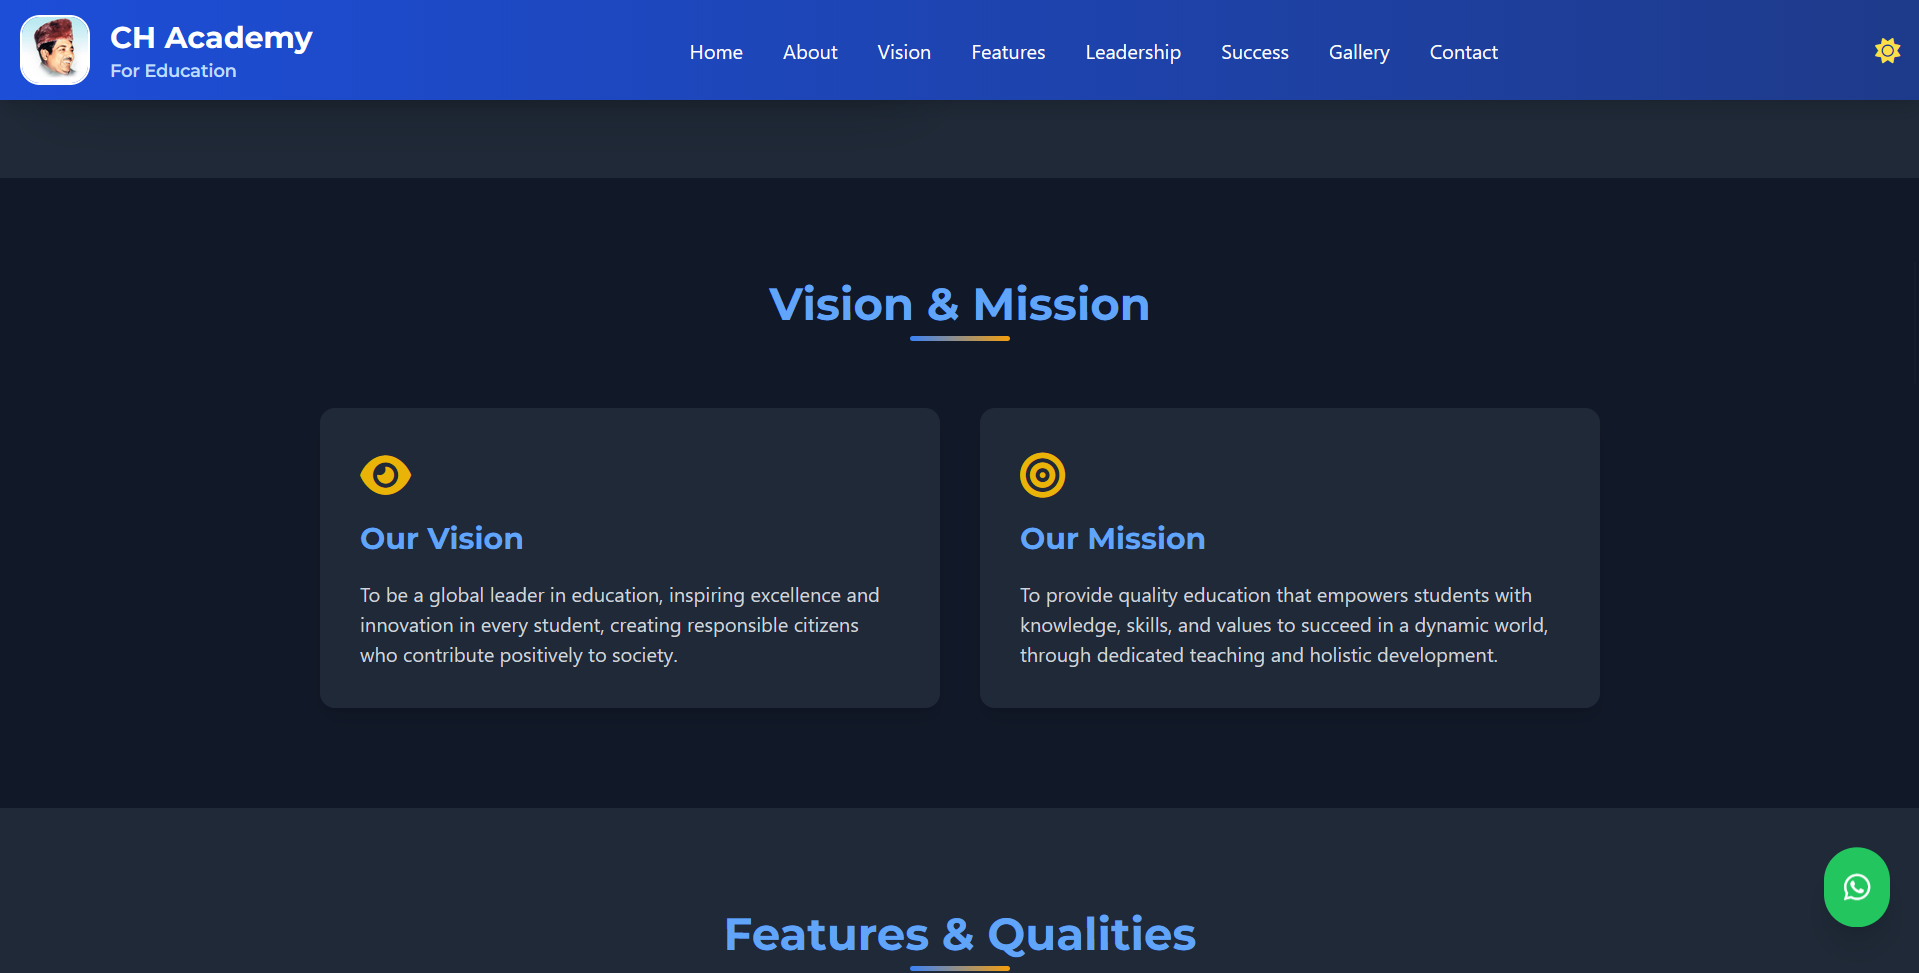 CH Academy
For Education
Home
About
Vision
Features
Leadership
Success
Gallery
Contact
Vision & Mission
Our Vision
To be a global leader in education, inspiring excellence and
innovation in every student, creating responsible citizens
who contribute positively to society.
Our Mission
To provide quality education that empowers students with
knowledge, skills, and values to succeed in a dynamic world,
through dedicated teaching and holistic development.
Features & Qualities